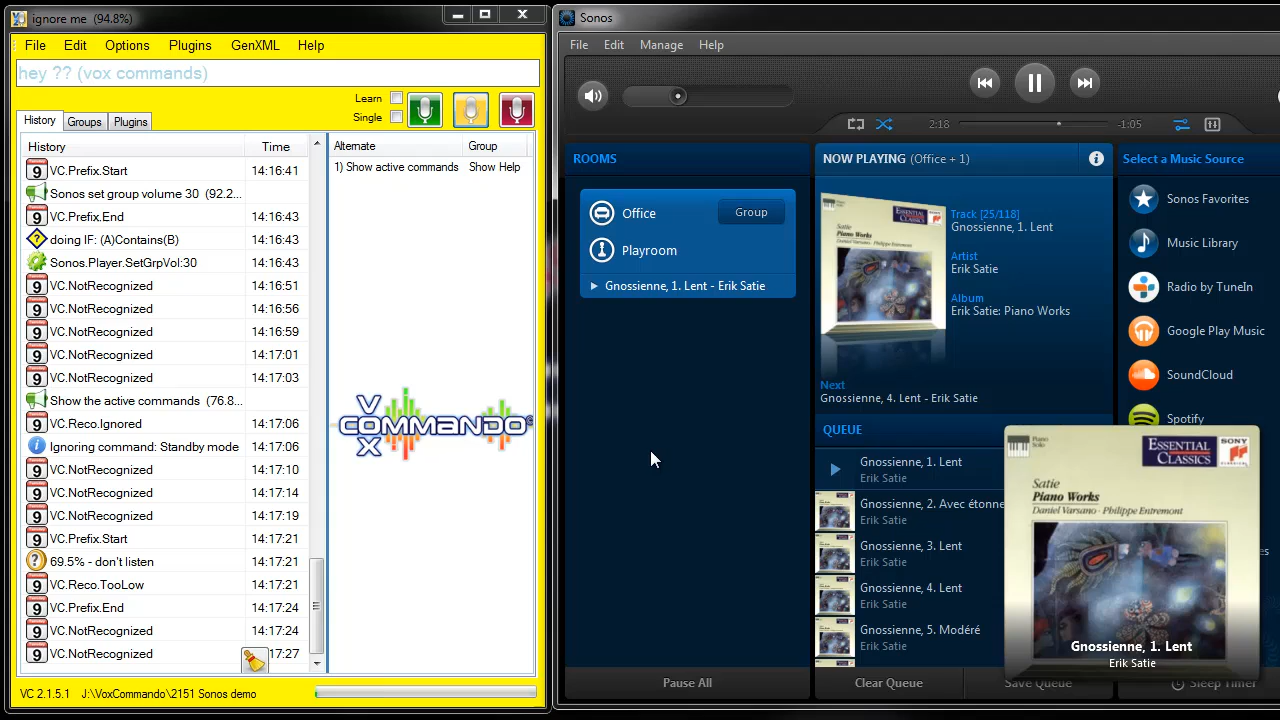 ignore me (94.8%)
File Edit Options Plugins GenXML Help
hey ?? (vox commands)
Learn
Single
History Groups Plugins
History Time
VC.Prefix.Start 14:16:41
Sonos set group volume 30 (92.2...
VC.Prefix.End 14:16:43
doing IF: (A)Contains(B) 14:16:43
Sonos.Player.SetGrpVol:30 14:16:43
VC.NotRecognized 14:16:51
VC.NotRecognized 14:16:56
VC.NotRecognized 14:16:59
VC.NotRecognized 14:17:01
VC.NotRecognized 14:17:03
Show the active commands (76.8...
VC.Reco.Ignored 14:17:06
Ignoring command: Standby mode 14:17:06
VC.NotRecognized 14:17:10
VC.NotRecognized 14:17:14
VC.NotRecognized 14:17:19
VC.Prefix.Start 14:17:21
69.5% - don't listen 14:17:21
VC.Reco.TooLow 14:17:21
VC.Prefix.End 14:17:24
VC.NotRecognized 14:17:24
VC.NotRecognized 17:27
Alternate Group
1) Show active commands Show Help
VOX COMMANDO
VC 2.1.5.1 J:\VoxCommando\2151 Sonos demo
Sonos
File Edit Manage Help
2:18 -1:05
ROOMS
Office Group
Playroom
Gnossienne, 1. Lent - Erik Satie
Pause All
NOW PLAYING (Office + 1)
Track [25/118]
Gnossienne, 1. Lent
Artist
Erik Satie
Album
Erik Satie: Piano Works
Next
Gnossienne, 4. Lent - Erik Satie
QUEUE
Gnossienne, 1. Lent
Erik Satie
Gnossienne, 2. Avec étonne
Erik Satie
Gnossienne, 3. Lent
Erik Satie
Gnossienne, 4. Lent
Erik Satie
Gnossienne, 5. Modéré
Erik Satie
Clear Queue Save Queue
Select a Music Source
Sonos Favorites
Music Library
Radio by TuneIn
Google Play Music
SoundCloud
Spotify
Sleep Timer
Piano Solo
ESSENTIAL CLASSICS
SONY
Satie
Piano Works
Daniel Varsano · Philippe Entremont
Gnossienne, 1. Lent
Erik Satie